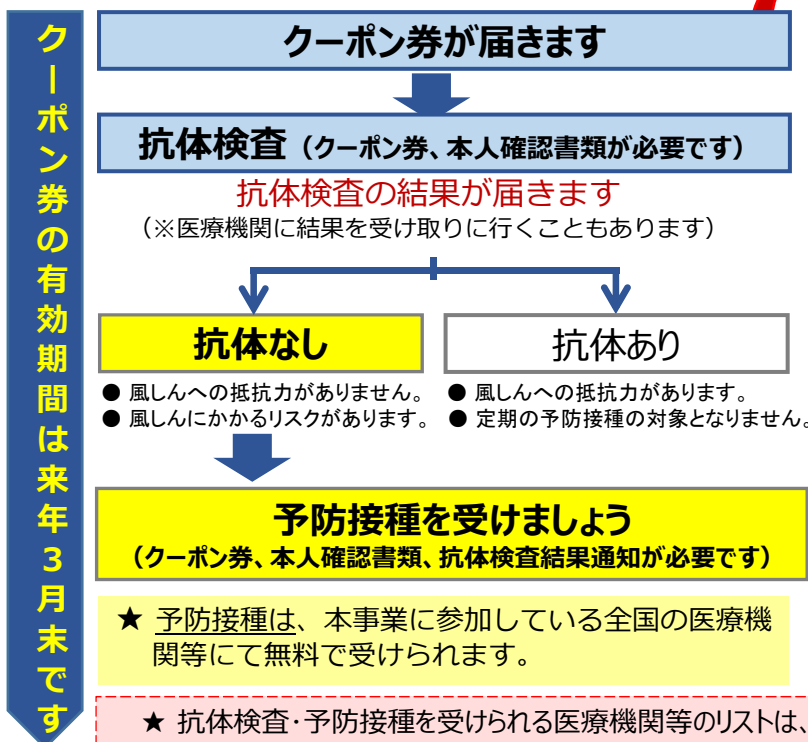 クーポン券の有効期間は来年3月末です
クーポン券が届きます
抗体検査（クーポン券、本人確認書類が必要です）
抗体検査の結果が届きます
（※医療機関に結果を受け取りに行くこともあります）
抗体なし
● 風しんへの抵抗力がありません。
● 風しんにかかるリスクがあります。
抗体あり
● 風しんへの抵抗力があります。
● 定期の予防接種の対象となりません。
予防接種を受けましょう
（クーポン券、本人確認書類、抗体検査結果通知が必要です）
★ 予防接種は、本事業に参加している全国の医療機
関等にて無料で受けられます。
★ 抗体検査･予防接種を受けられる医療機関等のリストは、